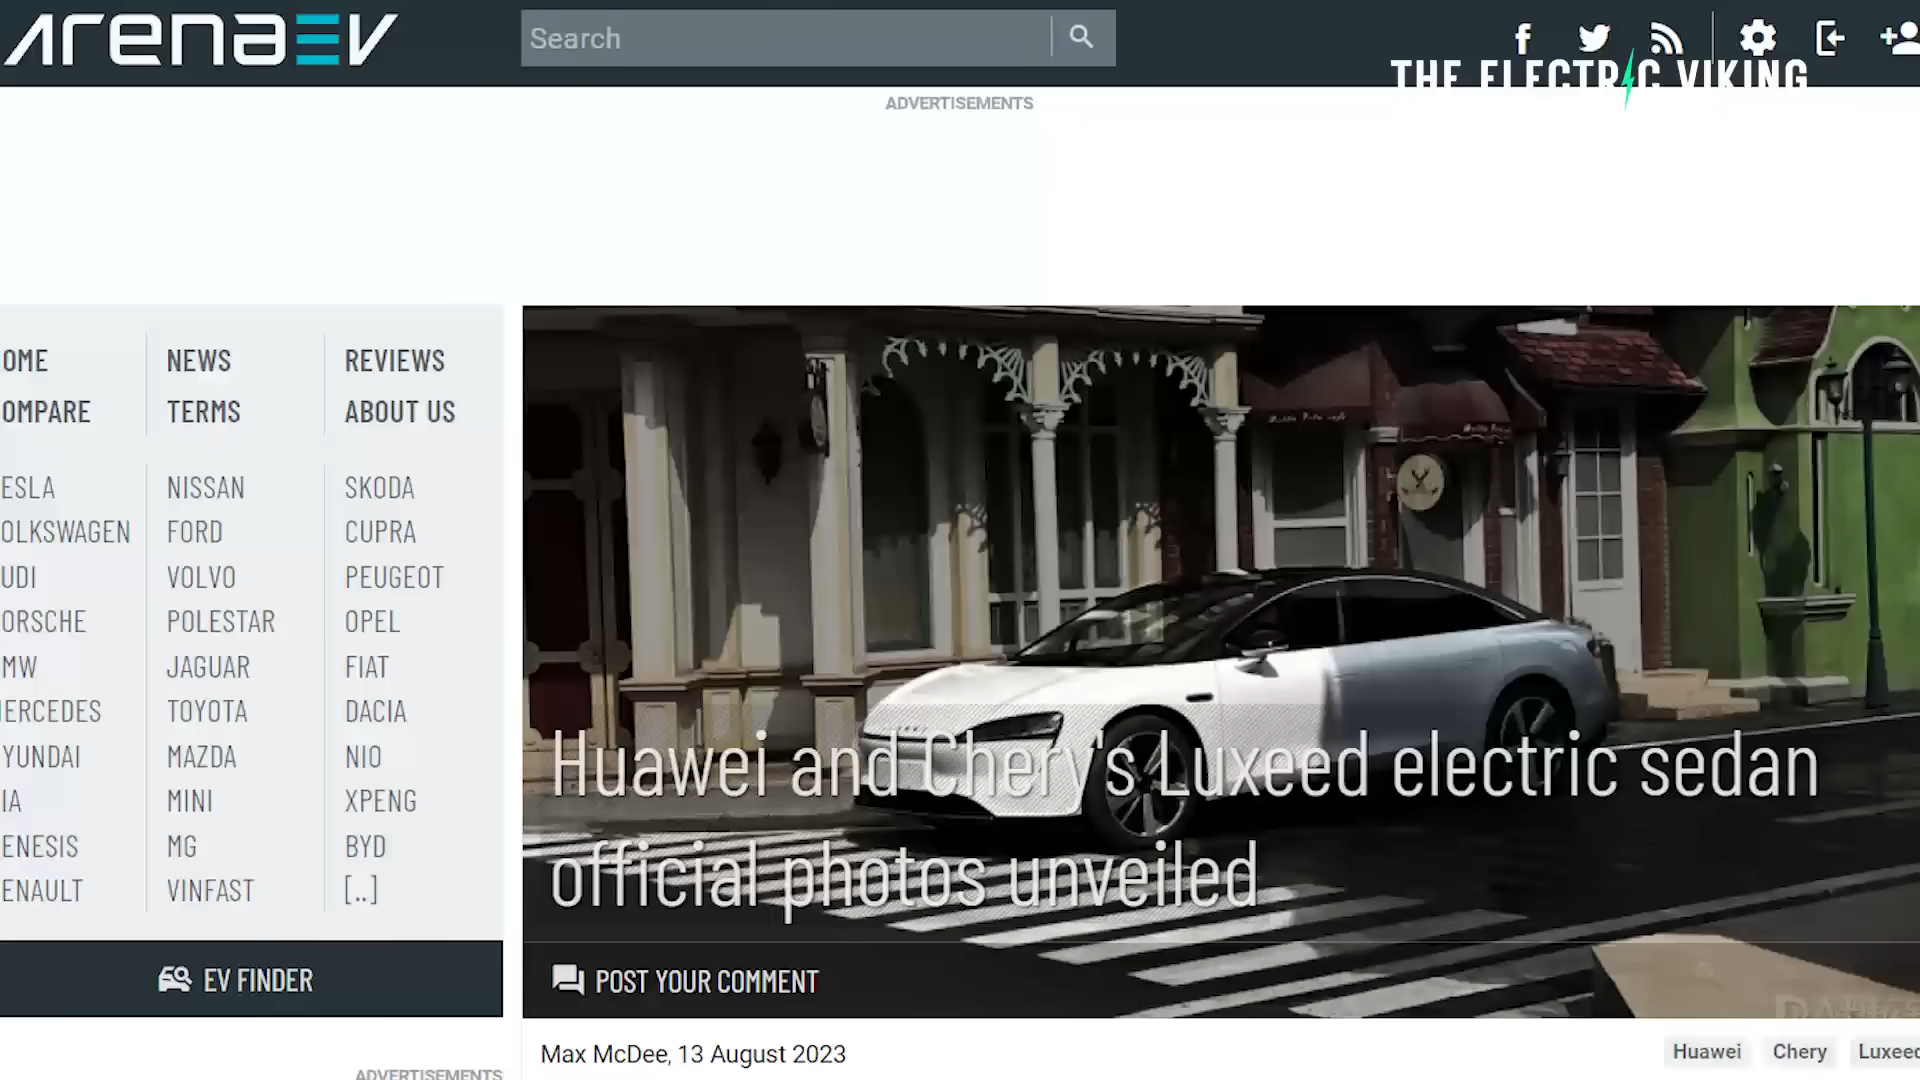 arenaEV
Search
THE ELECTRIC VIKING
ADVERTISEMENTS
OME
NEWS
REVIEWS
OMPARE
TERMS
ABOUT US
ESLA
NISSAN
SKODA
OLKSWAGEN
FORD
CUPRA
UDI
VOLVO
PEUGEOT
ORSCHE
POLESTAR
OPEL
MW
JAGUAR
FIAT
ERCEDES
TOYOTA
DACIA
YUNDAI
MAZDA
NIO
IA
MINI
XPENG
ENESIS
MG
BYD
ENAULT
VINFAST
[..]
EV FINDER
Huawei and Chery's Luxeed electric sedan
official photos unveiled
POST YOUR COMMENT
Max McDee, 13 August 2023
Huawei
Chery
Luxeed
ADVERTISEMENTS